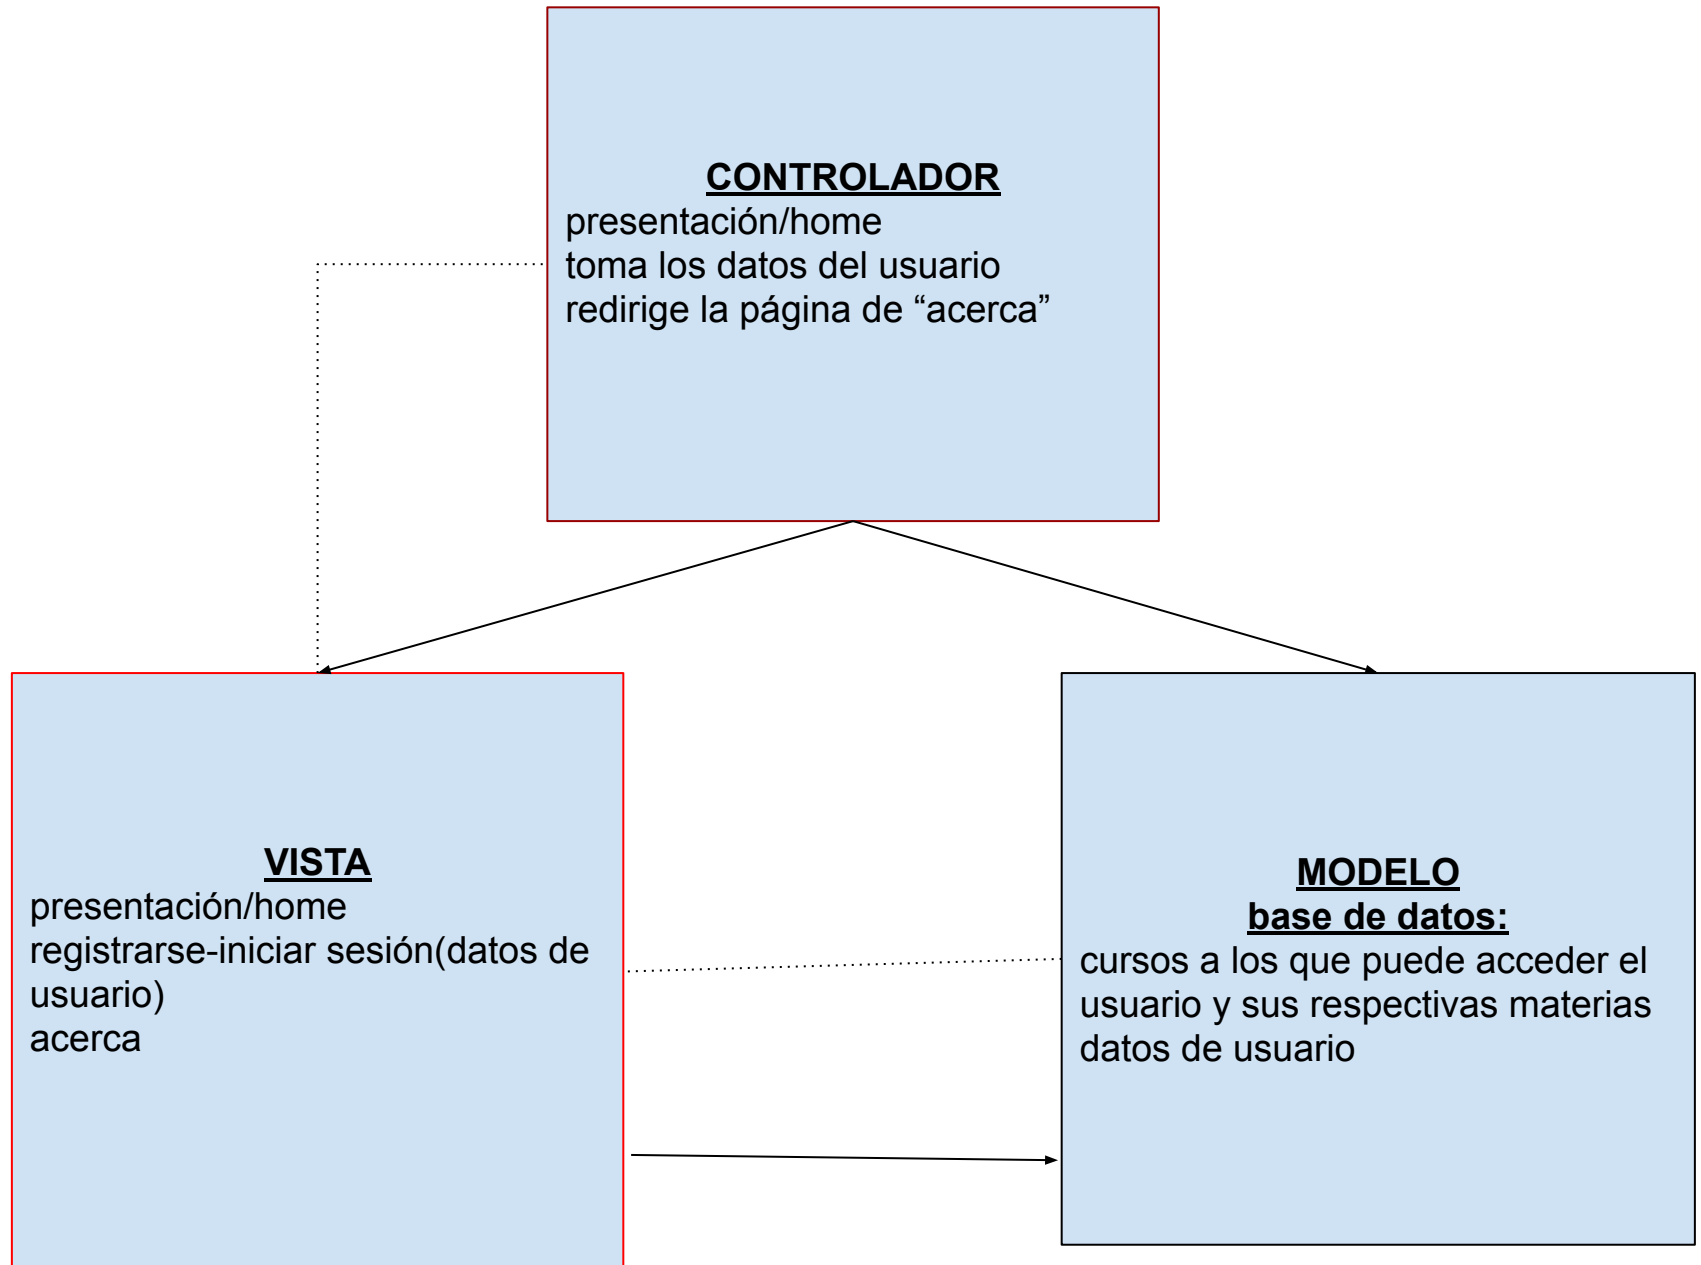 CONTROLADOR
presentación/home
toma los datos del usuario
redirige la página de “acerca”
VISTA
presentación/home
registrarse-iniciar sesión(datos de
usuario)
acerca
MODELO
base de datos:
cursos a los que puede acceder el
usuario y sus respectivas materias
datos de usuario